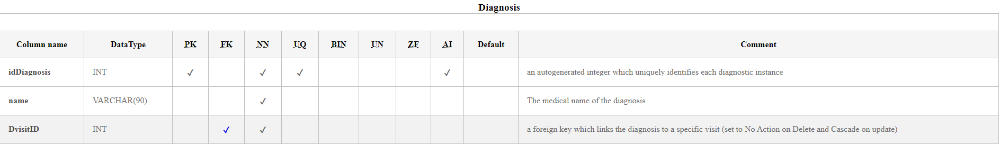 Diagnosis
Column name DataType PK FK NN UQ BIN UN ZF AI Default Comment
idDiagnosis INT ✓ ✓ ✓ ✓ an autogenerated integer which uniquely identifies each diagnostic instance
name VARCHAR(90) ✓ The medical name of the diagnosis
DvisitID INT ✓ ✓ a foreign key which links the diagnosis to a specific visit (set to No Action on Delete and Cascade on update)